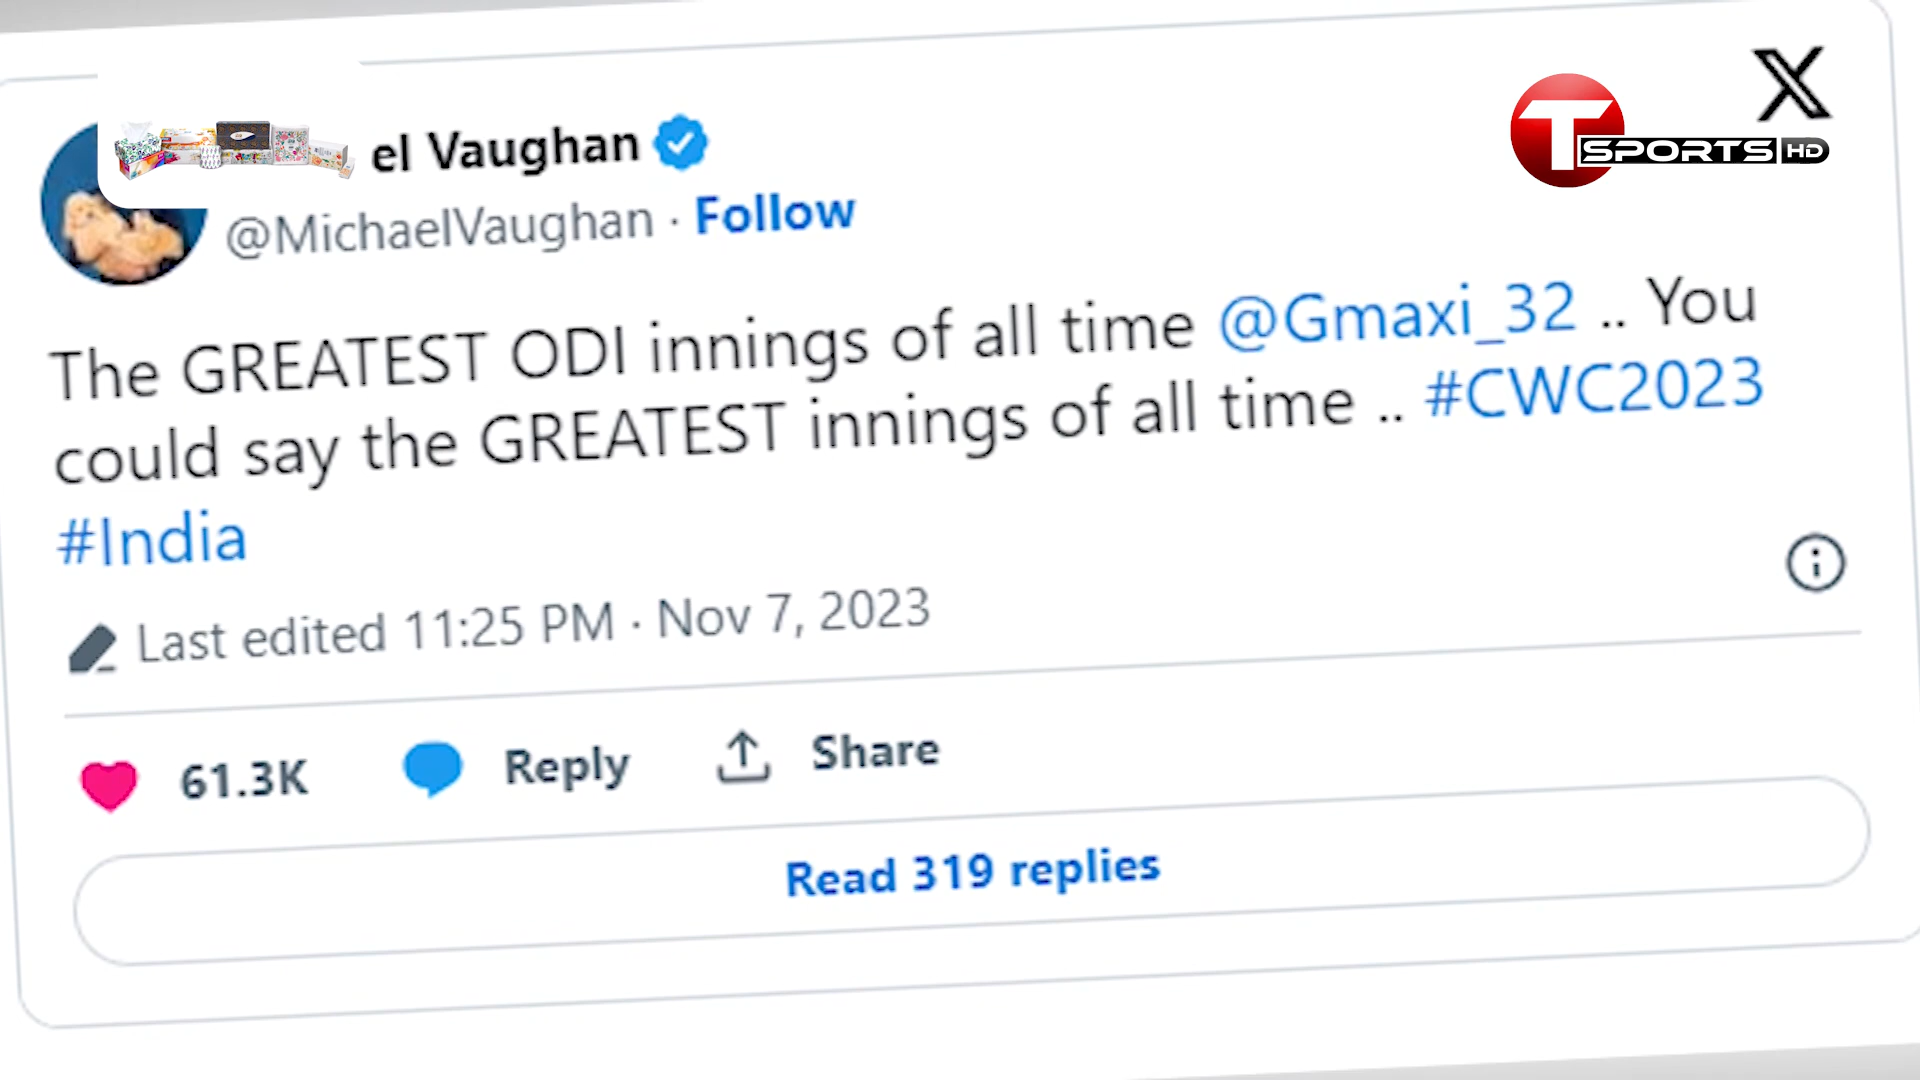 el Vaughan
@MichaelVaughan · Follow
X
T SPORTS HD
The GREATEST ODI innings of all time @Gmaxi_32 .. You
could say the GREATEST innings of all time .. #CWC2023
#India
Last edited 11:25 PM · Nov 7, 2023
61.3K Reply Share
Read 319 replies